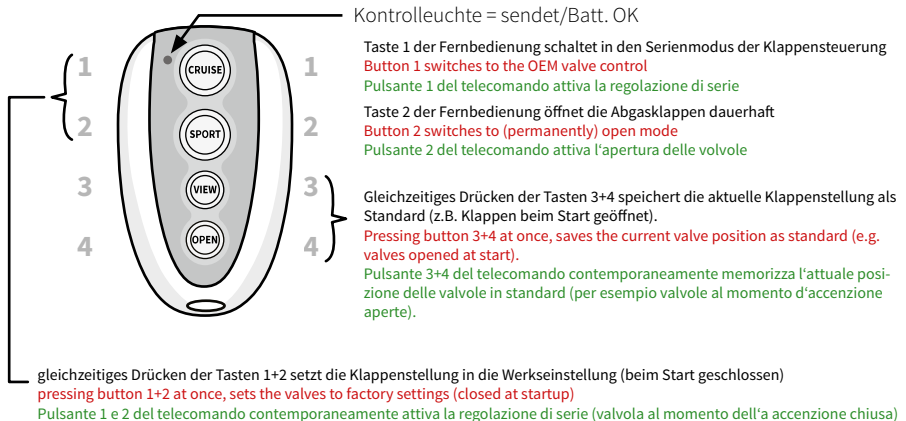 Kontrolleuchte = sendet/Batt. OK
1
2
3
4
CRUISE
SPORT
VIEW
OPEN
1
2
3
4
Taste 1 der Fernbedienung schaltet in den Serienmodus der Klappensteuerung
Button 1 switches to the OEM valve control
Pulsante 1 del telecomando attiva la regolazione di serie
Taste 2 der Fernbedienung öffnet die Abgasklappen dauerhaft
Button 2 switches to (permanently) open mode
Pulsante 2 del telecomando attiva l‘apertura delle volvole
Gleichzeitiges Drücken der Tasten 3+4 speichert die aktuelle Klappenstellung als
Standard (z.B. Klappen beim Start geöffnet).
Pressing button 3+4 at once, saves the current valve position as standard (e.g.
valves opened at start).
Pulsante 3+4 del telecomando contemporaneamente memorizza l‘attuale posi-
zione delle valvole in standard (per esempio valvole al momento d‘accenzione
aperte).
gleichzeitiges Drücken der Tasten 1+2 setzt die Klappenstellung in die Werkseinstellung (beim Start geschlossen)
pressing button 1+2 at once, sets the valves to factory settings (closed at startup)
Pulsante 1 e 2 del telecomando contemporaneamente attiva la regolazione di serie (valvola al momento dell‘a accenzione chiusa)